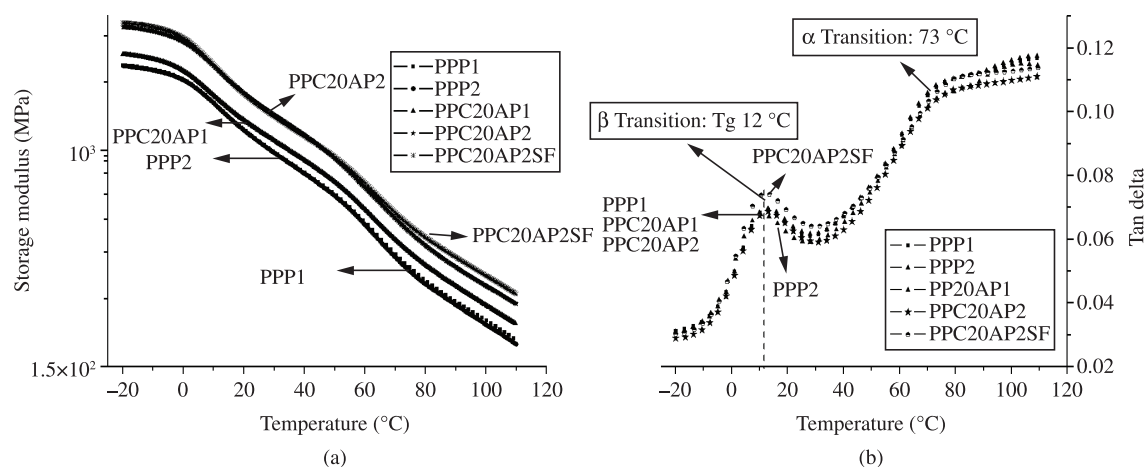 Storage modulus (MPa)
10³
1.5×10²
PPC20AP2
PPC20AP1
PPP2
PPP1
PPC20AP2SF
PPP1
PPP2
PPC20AP1
PPC20AP2
PPC20AP2SF
−20 0 20 40 60 80 100 120
Temperature (°C)
(a)
α Transition: 73 °C
β Transition: Tg 12 °C
PPC20AP2SF
PPP1
PPC20AP1
PPC20AP2
PPP2
PPP1
PPP2
PP20AP1
PPC20AP2
PPC20AP2SF
0.12
0.10
0.08
0.06
0.04
0.02
Tan delta
−20 0 20 40 60 80 100 120
Temperature (°C)
(b)